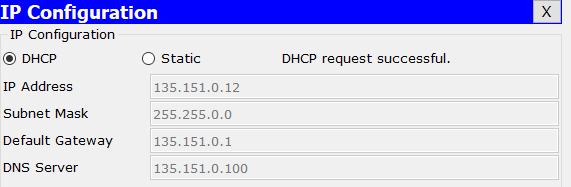 IP Configuration X
IP Configuration
DHCP Static DHCP request successful.
IP Address 135.151.0.12
Subnet Mask 255.255.0.0
Default Gateway 135.151.0.1
DNS Server 135.151.0.100